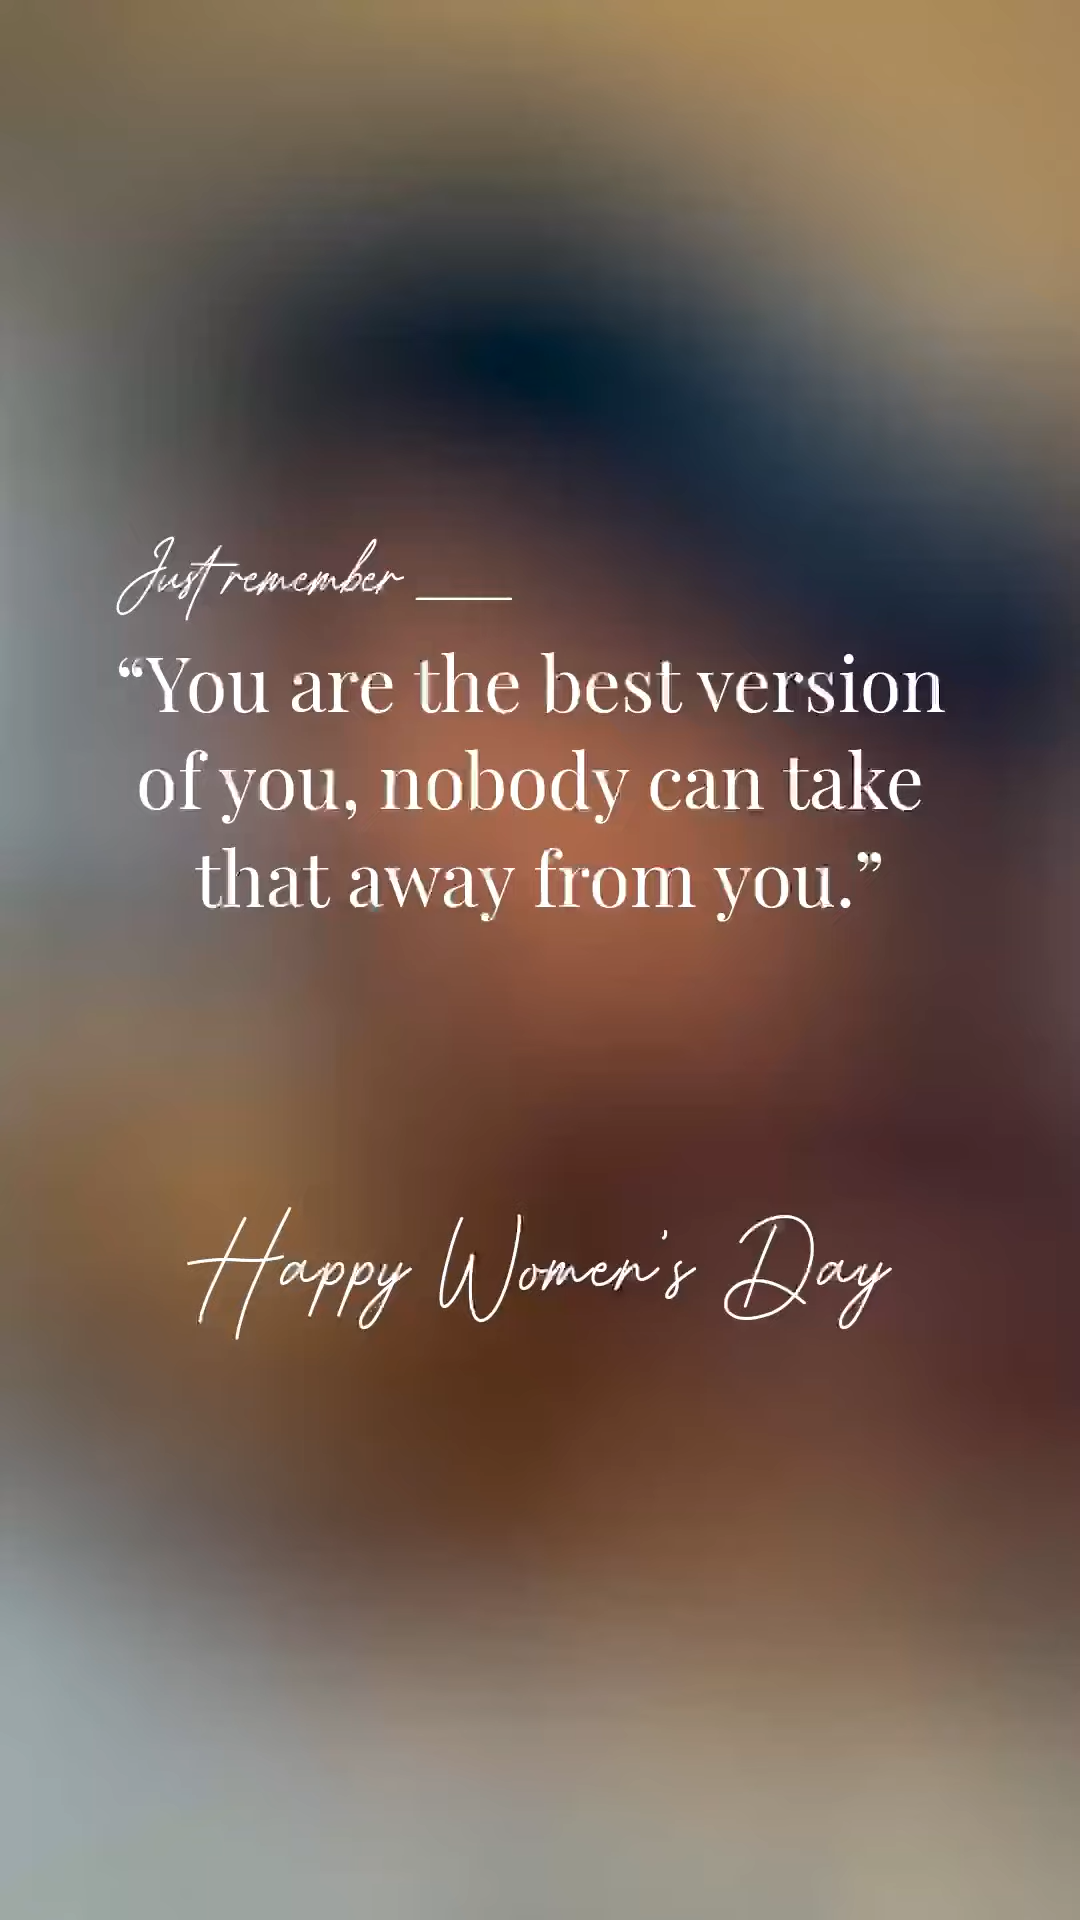 Just remember ___
“You are the best version
of you, nobody can take
that away from you.”
Happy Women's Day